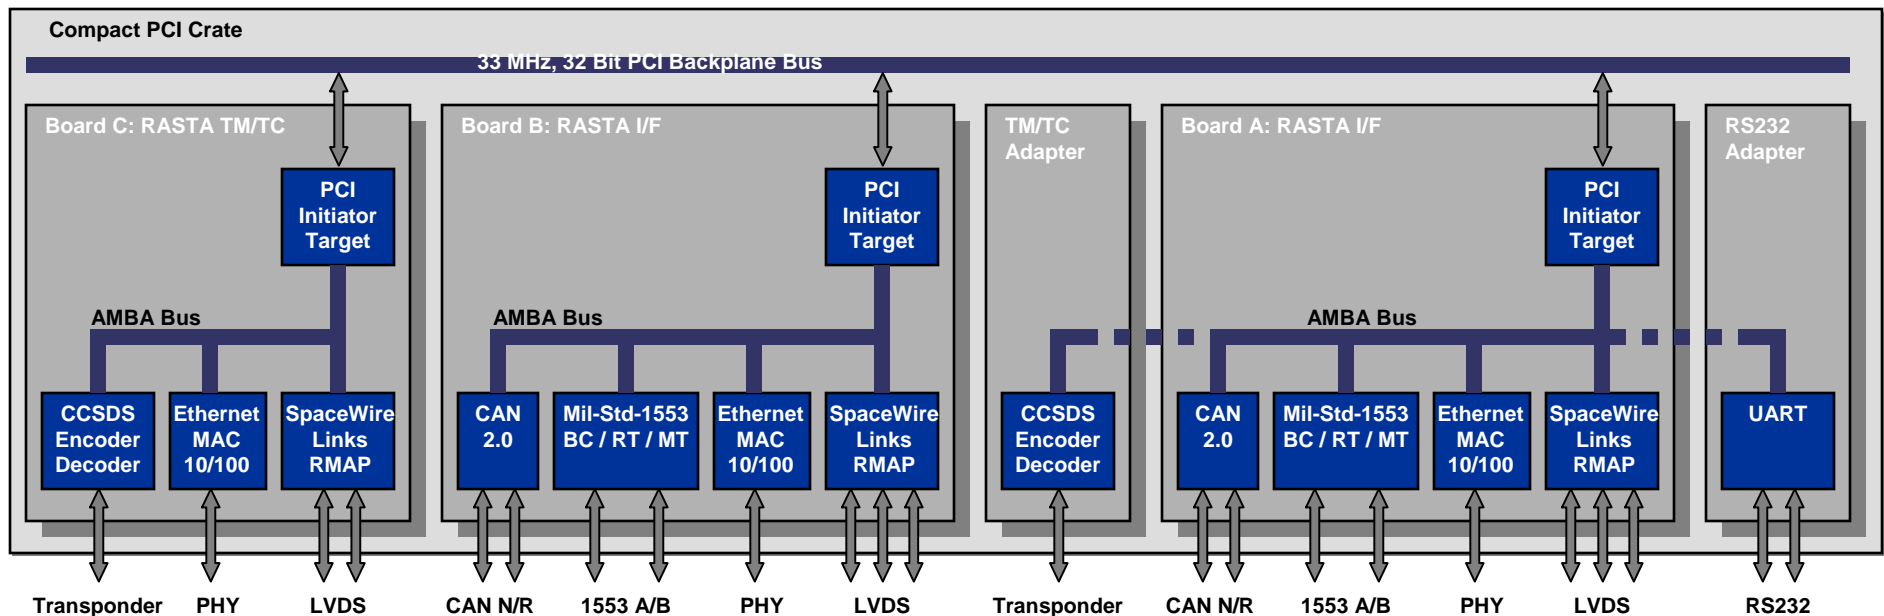 Compact PCI Crate
33 MHz, 32 Bit PCI Backplane Bus
Board C: RASTA TM/TC
PCI
Initiator
Target
AMBA Bus
CCSDS
Encoder
Decoder
Ethernet
MAC
10/100
SpaceWire
Links
RMAP
Transponder
PHY
LVDS
Board B: RASTA I/F
PCI
Initiator
Target
AMBA Bus
CAN
2.0
Mil-Std-1553
BC / RT / MT
Ethernet
MAC
10/100
SpaceWire
Links
RMAP
CAN N/R
1553 A/B
PHY
LVDS
TM/TC
Adapter
CCSDS
Encoder
Decoder
Transponder
Board A: RASTA I/F
PCI
Initiator
Target
AMBA Bus
CAN
2.0
Mil-Std-1553
BC / RT / MT
Ethernet
MAC
10/100
SpaceWire
Links
RMAP
CAN N/R
1553 A/B
PHY
LVDS
RS232
Adapter
UART
RS232